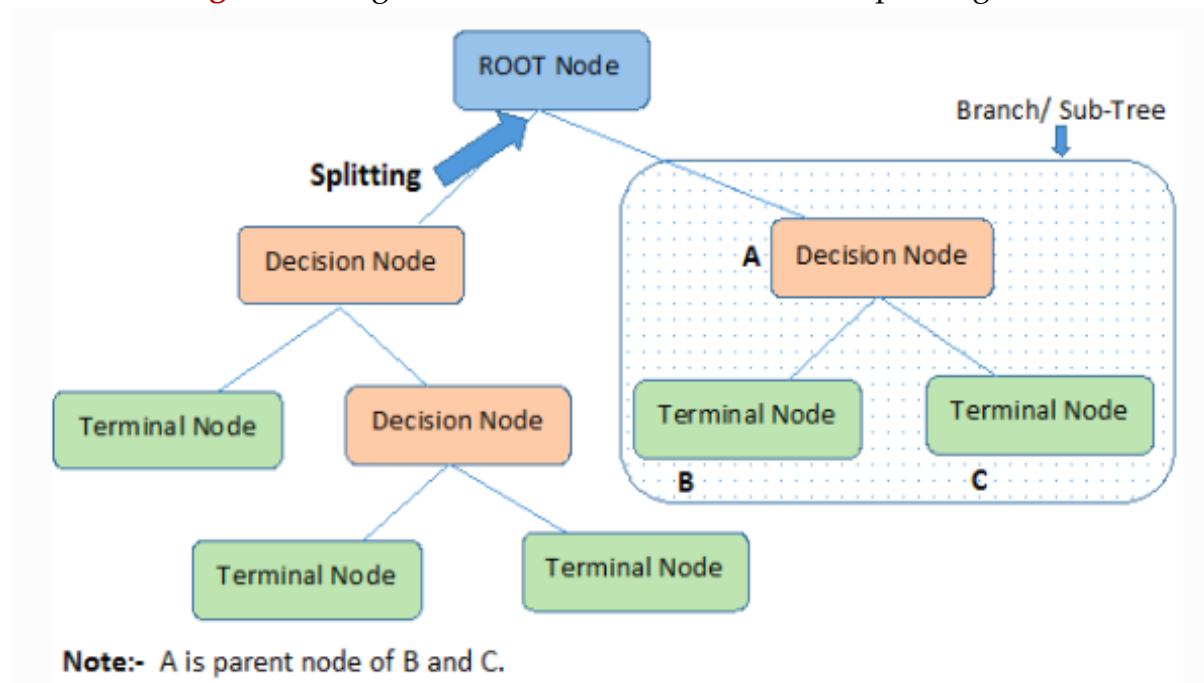 ROOT Node
Branch/ Sub-Tree
Splitting
Decision Node
A
Decision Node
Terminal Node
Decision Node
Terminal Node
Terminal Node
B
C
Terminal Node
Terminal Node
Note:- A is parent node of B and C.